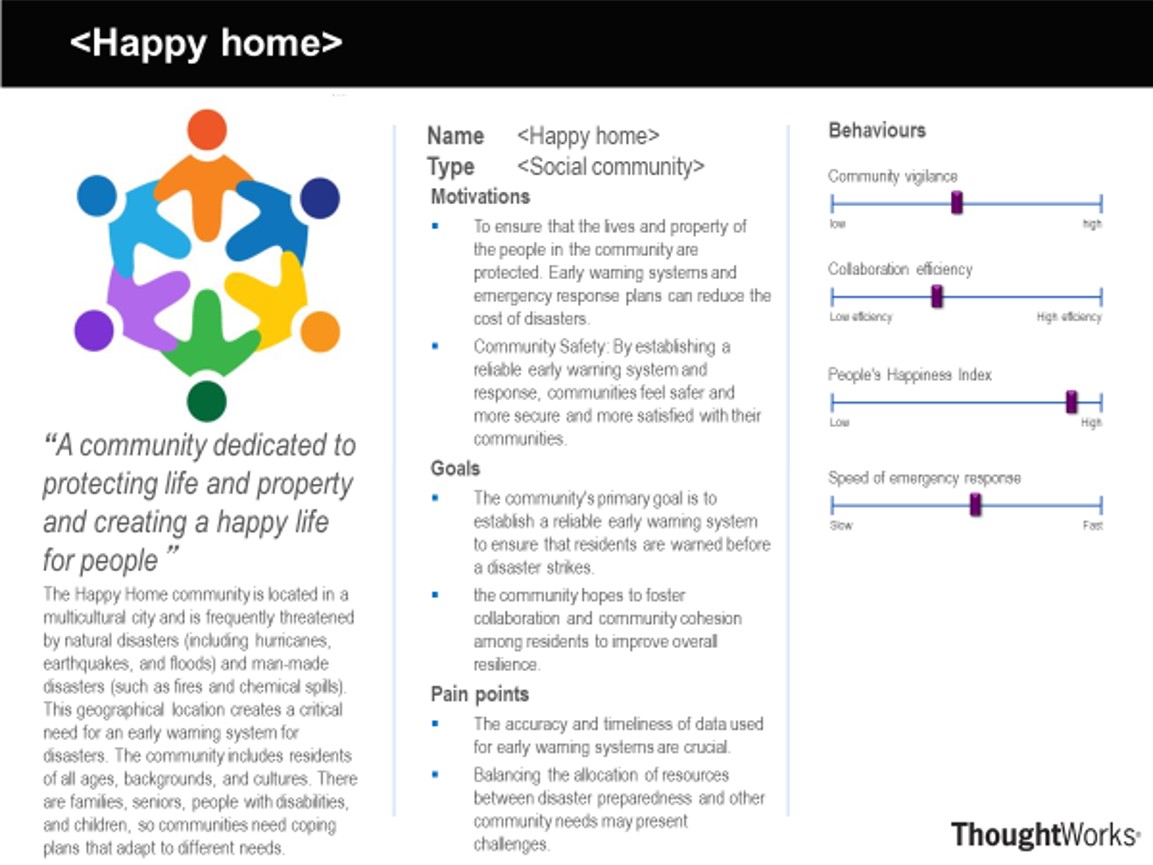 <Happy home>
“A community dedicated to
protecting life and property
and creating a happy life
for people ”
The Happy Home community is located in a
multicultural city and is frequently threatened
by natural disasters (including hurricanes,
earthquakes, and floods) and man-made
disasters (such as fires and chemical spills).
This geographical location creates a critical
need for an early warning system for
disasters. The community includes residents
of all ages, backgrounds, and cultures. There
are families, seniors, people with disabilities,
and children, so communities need coping
plans that adapt to different needs.
Name <Happy home>
Type <Social community>
Motivations
▪ To ensure that the lives and property of
the people in the community are
protected. Early warning systems and
emergency response plans can reduce the
cost of disasters.
▪ Community Safety: By establishing a
reliable early warning system and
response, communities feel safer and
more secure and more satisfied with their
communities.
Goals
▪ The community's primary goal is to
establish a reliable early warning system
to ensure that residents are warned before
a disaster strikes.
▪ the community hopes to foster
collaboration and community cohesion
among residents to improve overall
resilience.
Pain points
▪ The accuracy and timeliness of data used
for early warning systems are crucial.
▪ Balancing the allocation of resources
between disaster preparedness and other
community needs may present
challenges.
Behaviours
Community vigilance
low high
Collaboration efficiency
Low efficiency High efficiency
People's Happiness Index
Low High
Speed of emergency response
Slow Fast
ThoughtWorks®